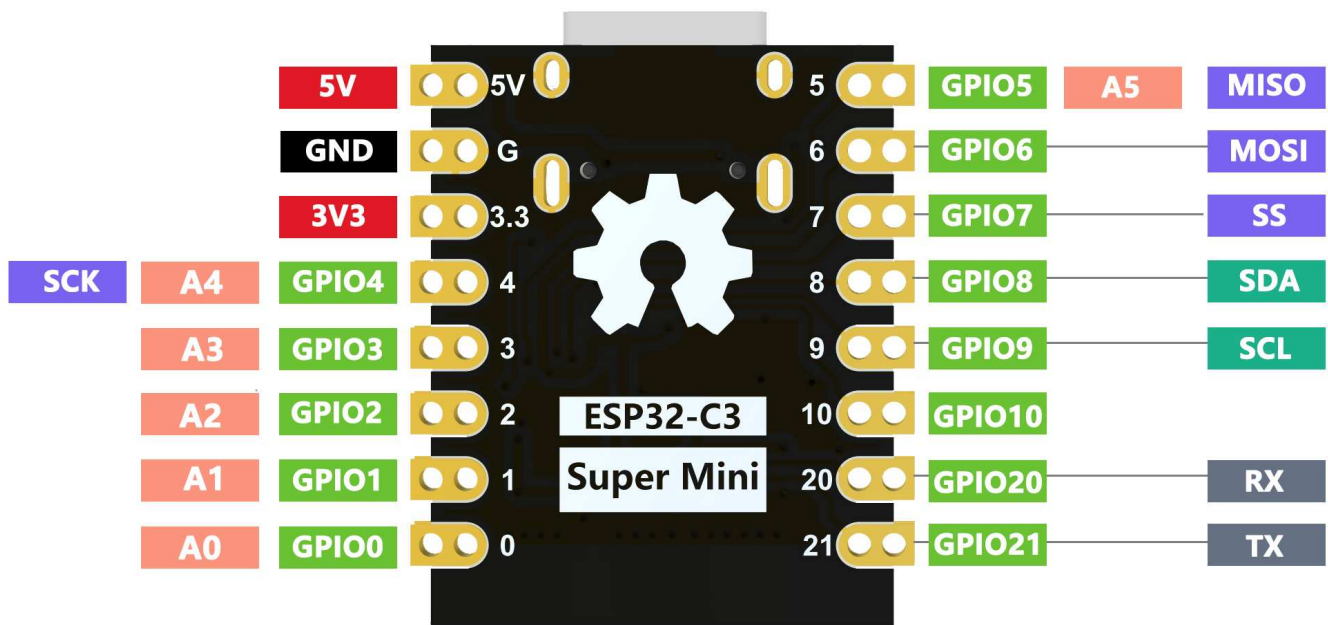 5V 5V 5 GPIO5 A5 MISO
GND G 6 GPIO6 MOSI
3V3 3.3 7 GPIO7 SS
SCK A4 GPIO4 4 8 GPIO8 SDA
A3 GPIO3 3 9 GPIO9 SCL
A2 GPIO2 2 ESP32-C3 10 GPIO10
A1 GPIO1 1 Super Mini 20 GPIO20 RX
A0 GPIO0 0 21 GPIO21 TX